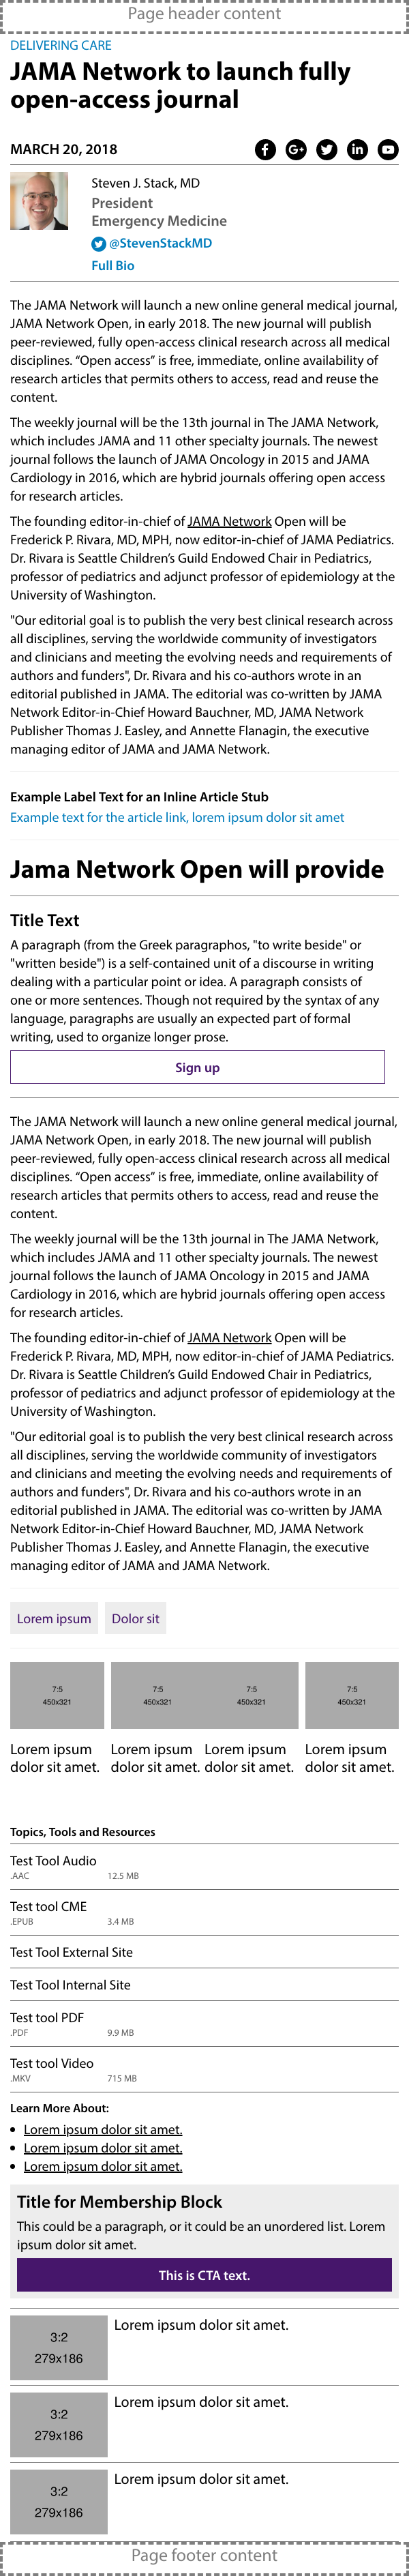 Page header content
DELIVERING CARE
JAMA Network to launch fully
open-access journal
MARCH 20, 2018
Steven J. Stack, MD
President
Emergency Medicine
@StevenStackMD
Full Bio
The JAMA Network will launch a new online general medical journal,
JAMA Network Open, in early 2018. The new journal will publish
peer-reviewed, fully open-access clinical research across all medical
disciplines. “Open access” is free, immediate, online availability of
research articles that permits others to access, read and reuse the
content.
The weekly journal will be the 13th journal in The JAMA Network,
which includes JAMA and 11 other specialty journals. The newest
journal follows the launch of JAMA Oncology in 2015 and JAMA
Cardiology in 2016, which are hybrid journals offering open access
for research articles.
The founding editor-in-chief of JAMA Network Open will be
Frederick P. Rivara, MD, MPH, now editor-in-chief of JAMA Pediatrics.
Dr. Rivara is Seattle Children’s Guild Endowed Chair in Pediatrics,
professor of pediatrics and adjunct professor of epidemiology at the
University of Washington.
"Our editorial goal is to publish the very best clinical research across
all disciplines, serving the worldwide community of investigators
and clinicians and meeting the evolving needs and requirements of
authors and funders", Dr. Rivara and his co-authors wrote in an
editorial published in JAMA. The editorial was co-written by JAMA
Network Editor-in-Chief Howard Bauchner, MD, JAMA Network
Publisher Thomas J. Easley, and Annette Flanagin, the executive
managing editor of JAMA and JAMA Network.
Example Label Text for an Inline Article Stub
Example text for the article link, lorem ipsum dolor sit amet
Jama Network Open will provide
Title Text
A paragraph (from the Greek paragraphos, "to write beside" or
"written beside") is a self-contained unit of a discourse in writing
dealing with a particular point or idea. A paragraph consists of
one or more sentences. Though not required by the syntax of any
language, paragraphs are usually an expected part of formal
writing, used to organize longer prose.
Sign up
The JAMA Network will launch a new online general medical journal,
JAMA Network Open, in early 2018. The new journal will publish
peer-reviewed, fully open-access clinical research across all medical
disciplines. “Open access” is free, immediate, online availability of
research articles that permits others to access, read and reuse the
content.
The weekly journal will be the 13th journal in The JAMA Network,
which includes JAMA and 11 other specialty journals. The newest
journal follows the launch of JAMA Oncology in 2015 and JAMA
Cardiology in 2016, which are hybrid journals offering open access
for research articles.
The founding editor-in-chief of JAMA Network Open will be
Frederick P. Rivara, MD, MPH, now editor-in-chief of JAMA Pediatrics.
Dr. Rivara is Seattle Children’s Guild Endowed Chair in Pediatrics,
professor of pediatrics and adjunct professor of epidemiology at the
University of Washington.
"Our editorial goal is to publish the very best clinical research across
all disciplines, serving the worldwide community of investigators
and clinicians and meeting the evolving needs and requirements of
authors and funders", Dr. Rivara and his co-authors wrote in an
editorial published in JAMA. The editorial was co-written by JAMA
Network Editor-in-Chief Howard Bauchner, MD, JAMA Network
Publisher Thomas J. Easley, and Annette Flanagin, the executive
managing editor of JAMA and JAMA Network.
Lorem ipsum Dolor sit
7:5 7:5 7:5 7:5
450x321 450x321 450x321 450x321
Lorem ipsum Lorem ipsum Lorem ipsum Lorem ipsum
dolor sit amet. dolor sit amet. dolor sit amet. dolor sit amet.
Topics, Tools and Resources
Test Tool Audio
.AAC 12.5 MB
Test tool CME
.EPUB 3.4 MB
Test Tool External Site
Test Tool Internal Site
Test tool PDF
.PDF 9.9 MB
Test tool Video
.MKV 715 MB
Learn More About:
Lorem ipsum dolor sit amet.
Lorem ipsum dolor sit amet.
Lorem ipsum dolor sit amet.
Title for Membership Block
This could be a paragraph, or it could be an unordered list. Lorem
ipsum dolor sit amet.
This is CTA text.
Lorem ipsum dolor sit amet.
3:2
279x186
Lorem ipsum dolor sit amet.
3:2
279x186
Lorem ipsum dolor sit amet.
3:2
279x186
Page footer content